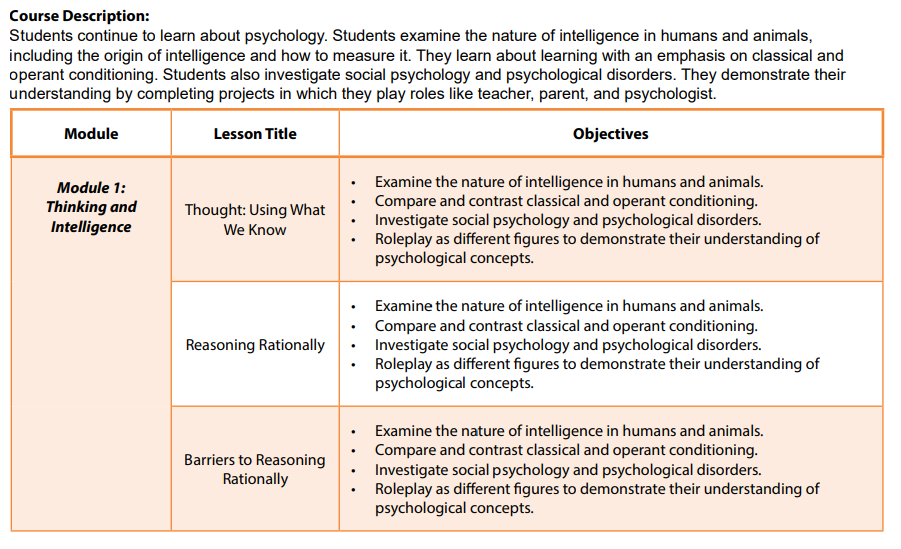 Course Description:
Students continue to learn about psychology. Students examine the nature of intelligence in humans and animals,
including the origin of intelligence and how to measure it. They learn about learning with an emphasis on classical and
operant conditioning. Students also investigate social psychology and psychological disorders. They demonstrate their
understanding by completing projects in which they play roles like teacher, parent, and psychologist.
Module Lesson Title Objectives
Module 1:
Thinking and
Intelligence
Thought: Using What
We Know
• Examine the nature of intelligence in humans and animals.
• Compare and contrast classical and operant conditioning.
• Investigate social psychology and psychological disorders.
• Roleplay as different figures to demonstrate their understanding of
psychological concepts.
Reasoning Rationally
• Examine the nature of intelligence in humans and animals.
• Compare and contrast classical and operant conditioning.
• Investigate social psychology and psychological disorders.
• Roleplay as different figures to demonstrate their understanding of
psychological concepts.
Barriers to Reasoning
Rationally
• Examine the nature of intelligence in humans and animals.
• Compare and contrast classical and operant conditioning.
• Investigate social psychology and psychological disorders.
• Roleplay as different figures to demonstrate their understanding of
psychological concepts.